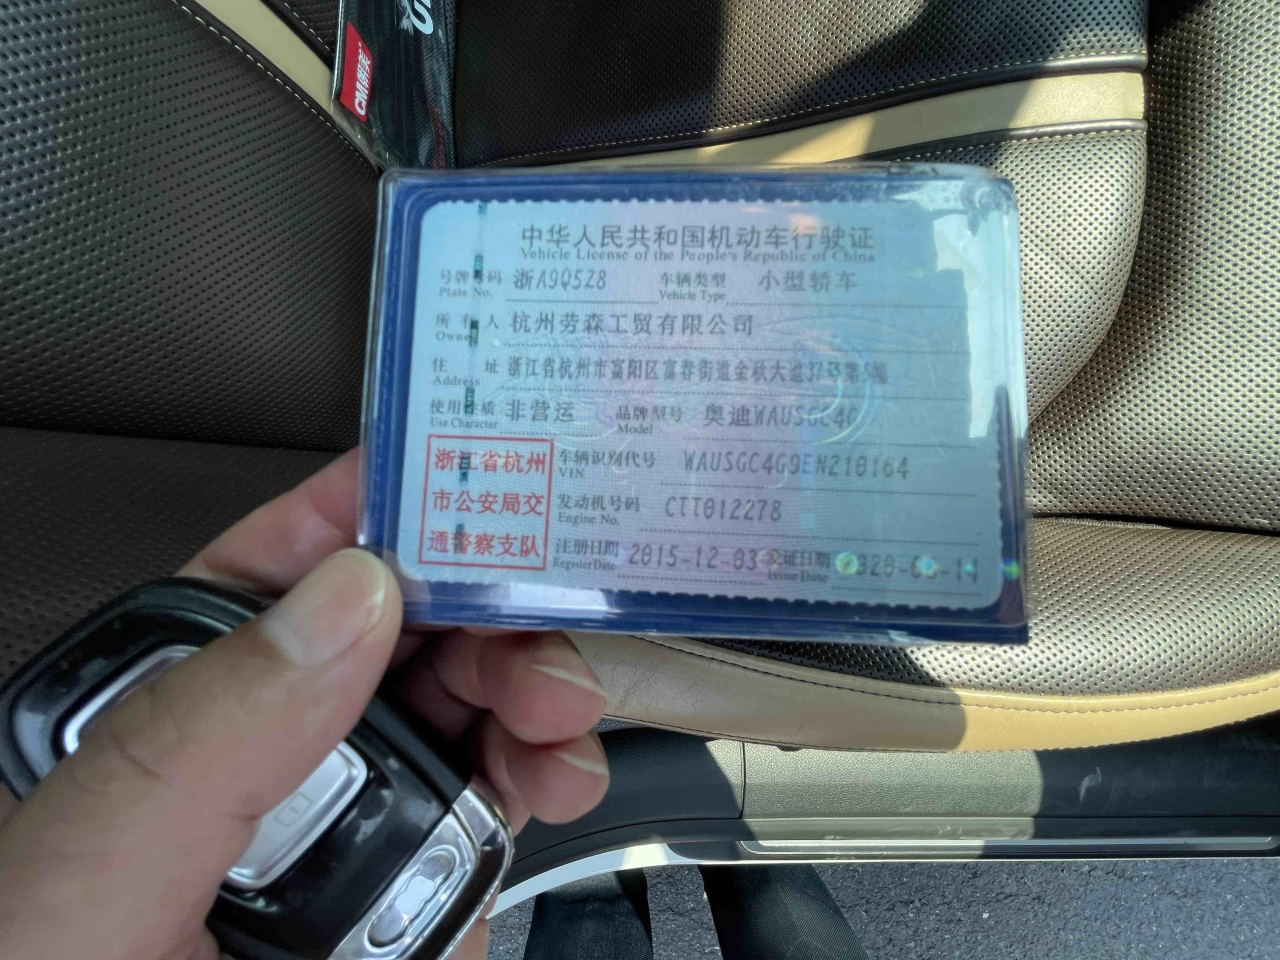 CM朗美
中华人民共和国机动车行驶证
Vehicle License of the People's Republic of China
号牌号码 浙A9Q5Z8 车辆类型 小型轿车
Plate No. Vehicle Type
所有人 杭州劳森工贸有限公司
Owner
住址 浙江省杭州市富阳区富春街道金秋大道
Address
使用性质 非营运 品牌型号 奥迪WAUSGC4G
Use Character Model
浙江省杭州 车辆识别代号 WAUSGC4G9EN210164
VIN
市公安局交 发动机号码 CTT012278
Engine No.
通警察支队 注册日期 2015-12-03 发证日期
Register Date Issue Date